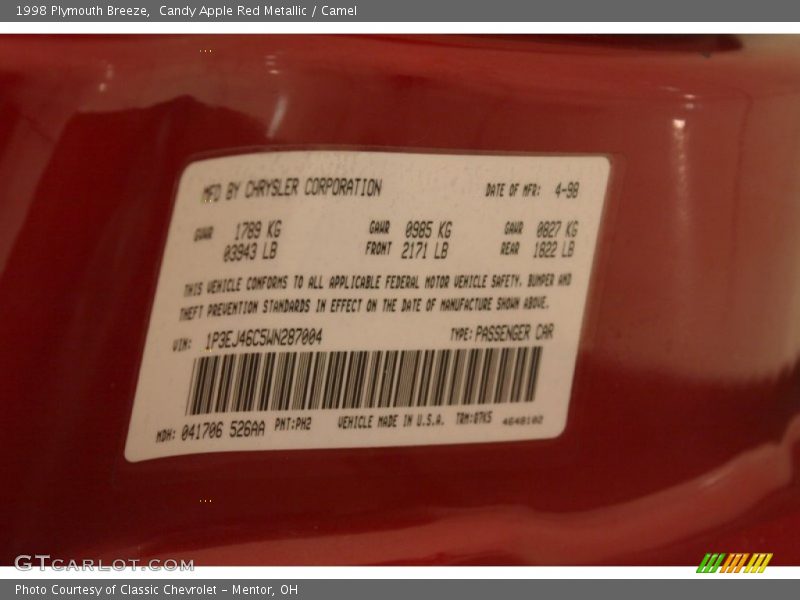 1998 Plymouth Breeze, Candy Apple Red Metallic / Camel
MFD BY CHRYSLER CORPORATION DATE OF MFR: 4-98
GVWR 1789 KG GAWR 0985 KG GAWR 0827 KG
03943 LB FRONT 2171 LB REAR 1822 LB
THIS VEHICLE CONFORMS TO ALL APPLICABLE FEDERAL MOTOR VEHICLE SAFETY, BUMPER AND
THEFT PREVENTION STANDARDS IN EFFECT ON THE DATE OF MANUFACTURE SHOWN ABOVE.
VIN: 1P3EJ46C5WN287004 TYPE: PASSENGER CAR
MDH: 041706 526AA PNT:PH2 VEHICLE MADE IN U.S.A. TRM:B7K5 4648102
GTCARLOT.COM
Photo Courtesy of Classic Chevrolet - Mentor, OH